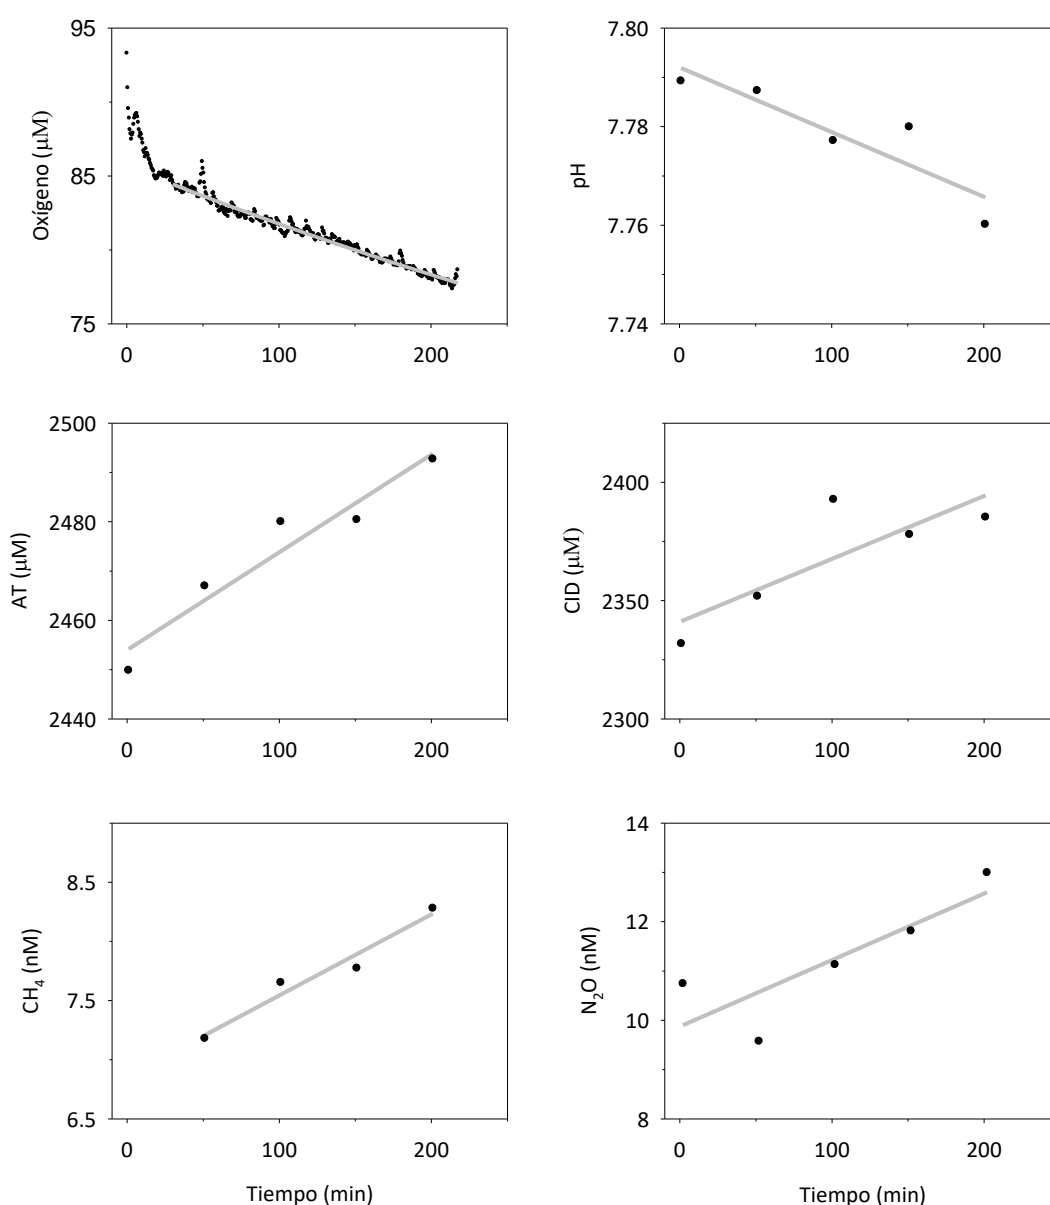 95
85
75
Oxígeno (µM)
0 100 200
7.80
7.78
7.76
7.74
pH
0 100 200
2500
2480
2460
2440
AT (µM)
0 100 200
2400
2350
2300
CID (µM)
0 100 200
8.5
7.5
6.5
CH₄ (nM)
0 100 200
Tiempo (min)
14
12
10
8
N₂O (nM)
0 100 200
Tiempo (min)